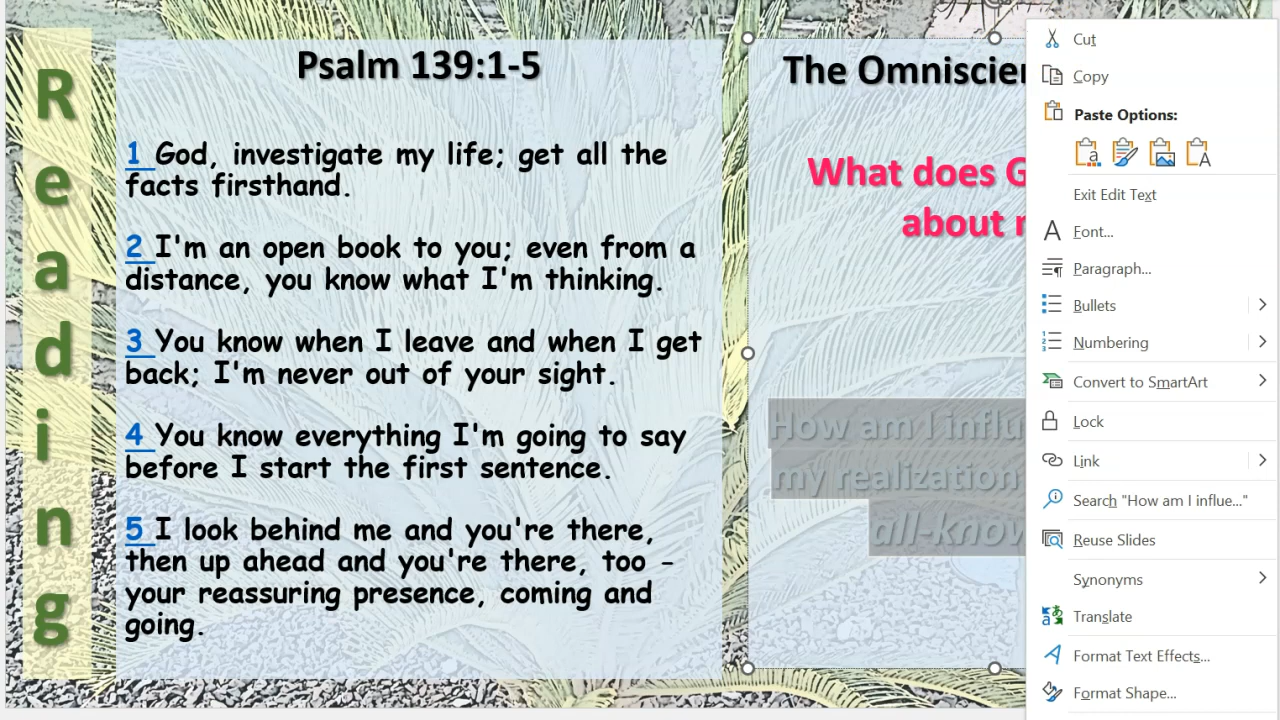 Reading
Psalm 139:1-5
1 God, investigate my life; get all the
facts firsthand.
2 I'm an open book to you; even from a
distance, you know what I'm thinking.
3 You know when I leave and when I get
back; I'm never out of your sight.
4 You know everything I'm going to say
before I start the first sentence.
5 I look behind me and you're there,
then up ahead and you're there, too -
your reassuring presence, coming and
going.
The
What does
about
How am I
my realization
Cut
Copy
Paste Options:
Exit Edit Text
Font...
Paragraph...
Bullets
Numbering
Convert to SmartArt
Lock
Link
Search "How am I influe..."
Reuse Slides
Synonyms
Translate
Format Text Effects...
Format Shape...